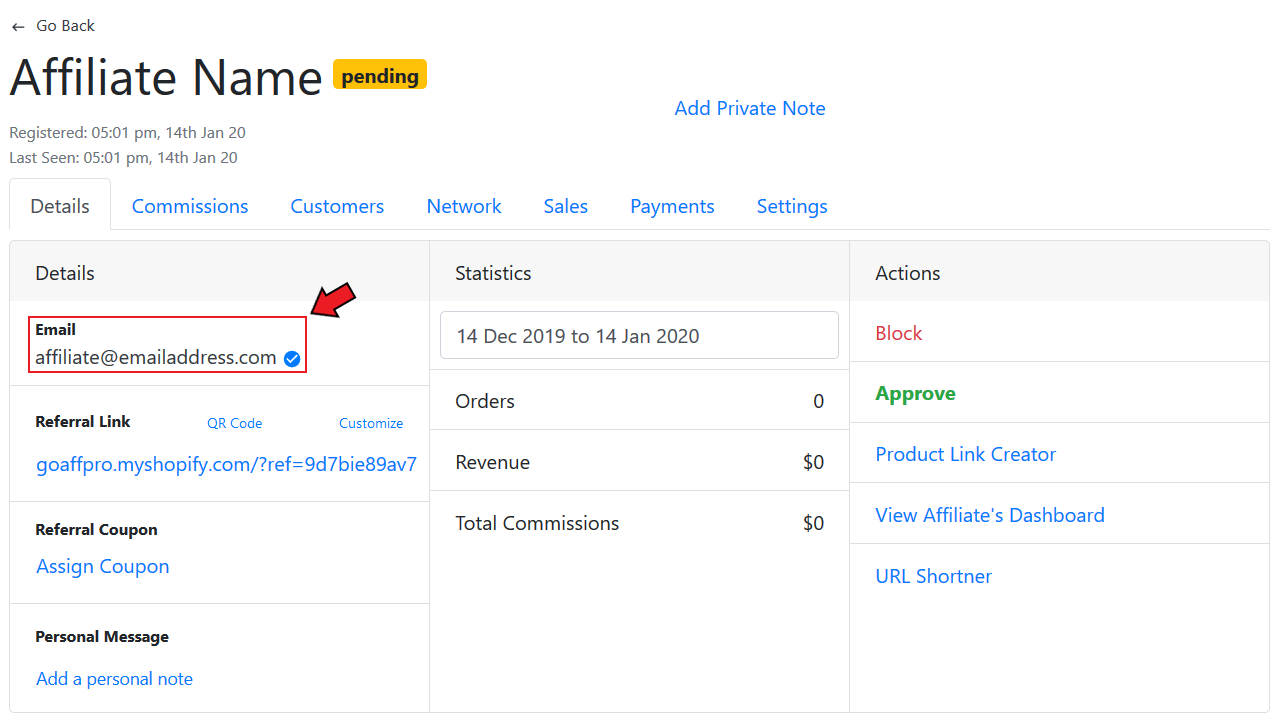 ← Go Back
Affiliate Name pending
Add Private Note
Registered: 05:01 pm, 14th Jan 20
Last Seen: 05:01 pm, 14th Jan 20
Details Commissions Customers Network Sales Payments Settings
Details
Email
affiliate@emailaddress.com
Referral Link QR Code Customize
goaffpro.myshopify.com/?ref=9d7bie89av7
Referral Coupon
Assign Coupon
Personal Message
Add a personal note
Statistics
14 Dec 2019 to 14 Jan 2020
Orders 0
Revenue $0
Total Commissions $0
Actions
Block
Approve
Product Link Creator
View Affiliate's Dashboard
URL Shortner